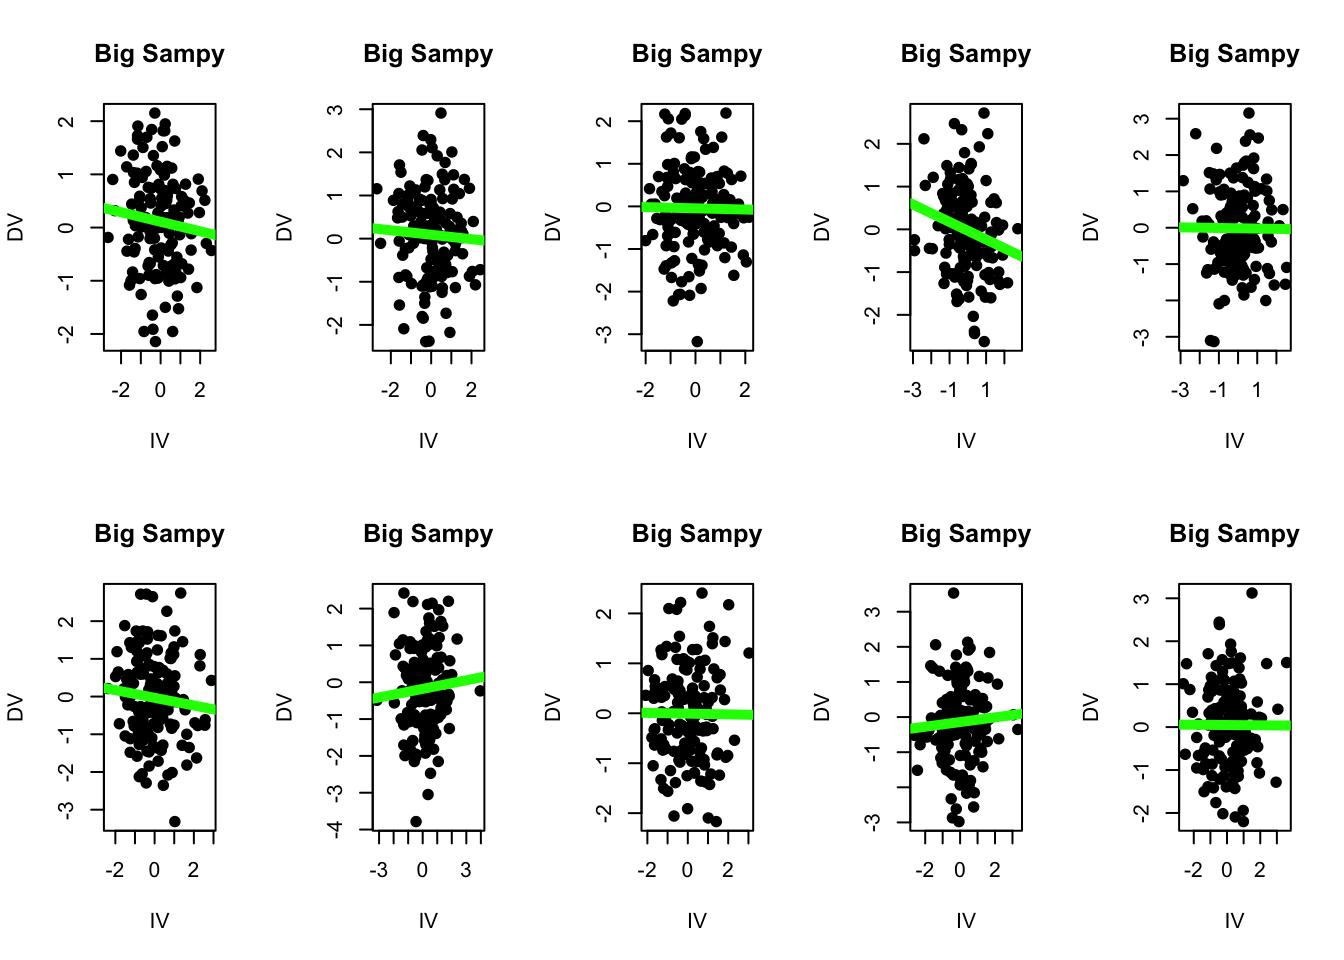 Big Sampy Big Sampy Big Sampy Big Sampy Big Sampy
DV DV DV DV DV
2 1 0 -1 -2
3 2 1 0 -1 -2
2 1 0 -1 -2 -3
2 1 0 -2
3 2 1 0 -1 -3
-2 0 2
-2 0 2
-2 0 2
-3 -1 1
-3 -1 1
IV IV IV IV IV
Big Sampy Big Sampy Big Sampy Big Sampy Big Sampy
DV DV DV DV DV
2 1 0 -1 -2 -3
2 1 0 -1 -2 -3 -4
2 1 0 -2
3 2 1 0 -1 -3
3 2 1 0 -1 -2
-2 0 2
-3 0 3
-2 0 2
-2 0 2
-2 0 2
IV IV IV IV IV